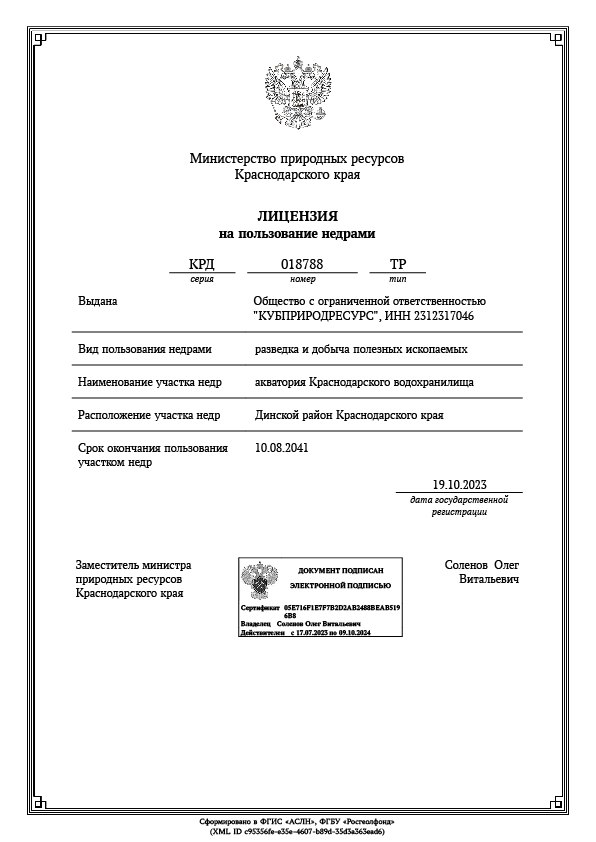 Министерство природных ресурсов
Краснодарского края
ЛИЦЕНЗИЯ
на пользование недрами
КРД 018788 ТР
серия номер тип
Выдана Общество с ограниченной ответственностью
"КУБПРИРОДРЕСУРС", ИНН 2312317046
Вид пользования недрами разведка и добыча полезных ископаемых
Наименование участка недр акватория Краснодарского водохранилища
Расположение участка недр Динской район Краснодарского края
Срок окончания пользования 10.08.2041
участком недр
19.10.2023
дата государственной
регистрации
Заместитель министра
природных ресурсов
Краснодарского края
ДОКУМЕНТ ПОДПИСАН
ЭЛЕКТРОННОЙ ПОДПИСЬЮ
Сертификат 05E716F1E7F7B2D2AB2488BEAB519
6B8
Владелец Соленов Олег Витальевич
Действителен с 17.07.2023 по 09.10.2024
Соленов Олег
Витальевич
Сформировано в ФГИС «АСЛН», ФГБУ «Росгеолфонд»
(XML ID c95356fe-e35e-4607-b89d-35d3a363ead6)